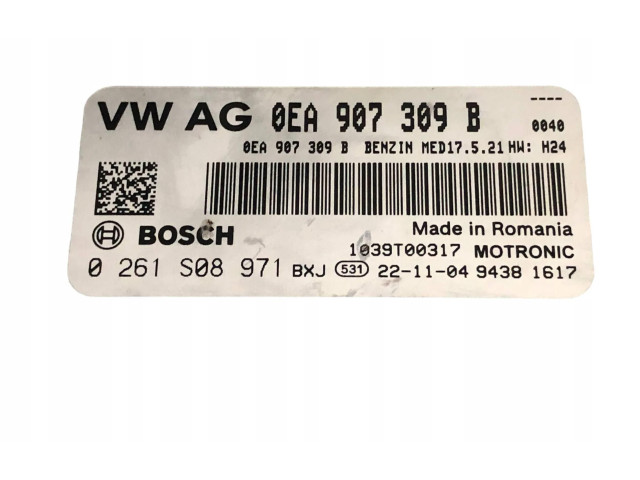 ----
VW AG 0EA 907 309 B 0040
0EA 907 309 B BENZIN MED17.5.21 HW: H24
BOSCH Made in Romania
1039T00317 MOTRONIC
0 261 S08 971 BXJ 531 22-11-04 9438 1617